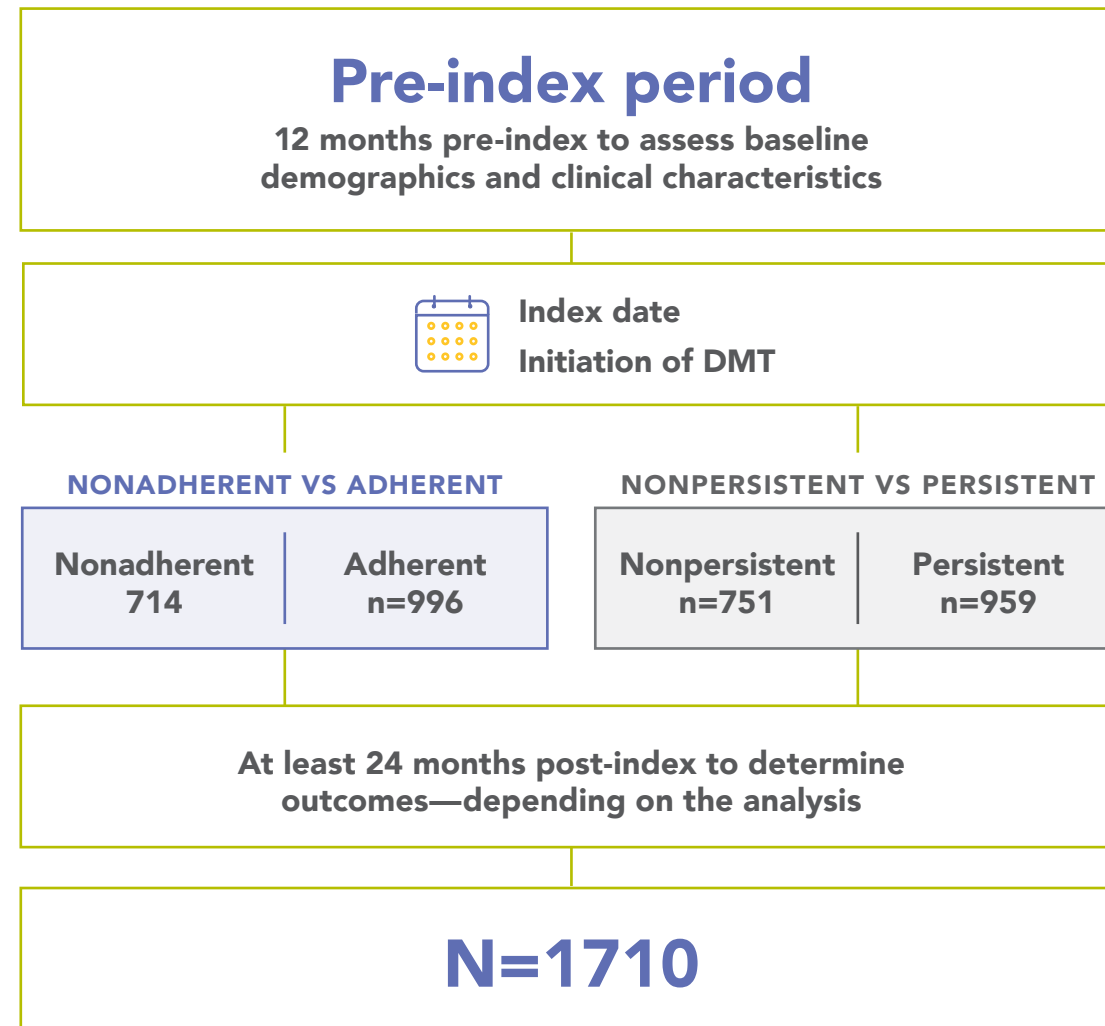 Pre-index period
12 months pre-index to assess baseline
demographics and clinical characteristics
Index date
Initiation of DMT
NONADHERENT VS ADHERENT
Nonadherent
714
Adherent
n=996
NONPERSISTENT VS PERSISTENT
Nonpersistent
n=751
Persistent
n=959
At least 24 months post-index to determine
outcomes—depending on the analysis
N=1710